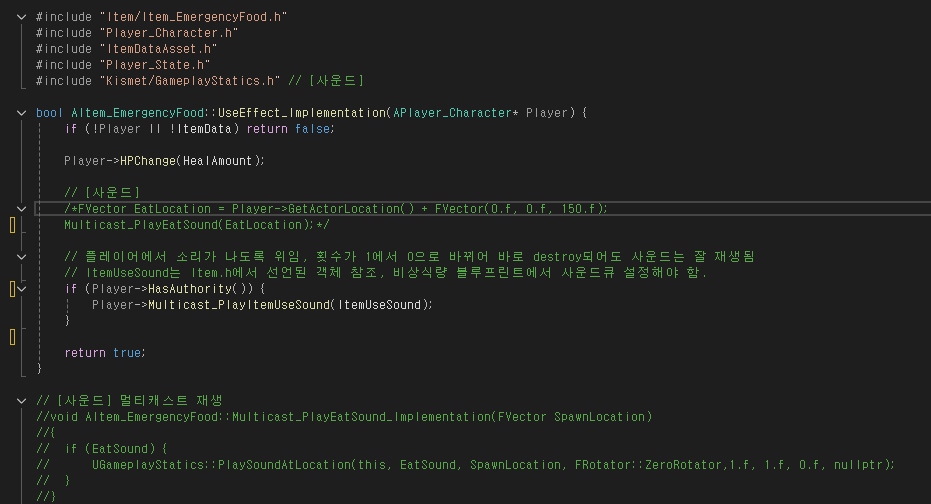 #include "Item/Item_EmergencyFood.h"
#include "Player_Character.h"
#include "ItemDataAsset.h"
#include "Player_State.h"
#include "Kismet/GameplayStatics.h" // [사운드]
bool AItem_EmergencyFood::UseEffect_Implementation(APlayer_Character* Player) {
if (!Player || !ItemData) return false;
Player->HPChange(HealAmount);
// [사운드]
/*FVector EatLocation = Player->GetActorLocation() + FVector(0.f, 0.f, 150.f);
Multicast_PlayEatSound(EatLocation);*/
// 플레이어에서 소리가 나도록 위임, 횟수가 1에서 0으로 바뀌어 바로 destroy되어도 사운드는 잘 재생됨
// ItemUseSound는 Item.h에서 선언된 객체 참조, 비상식량 블루프린트에서 사운드큐 설정해야 함.
if (Player->HasAuthority()) {
Player->Multicast_PlayItemUseSound(ItemUseSound);
}
return true;
}
// [사운드] 멀티캐스트 재생
//void AItem_EmergencyFood::Multicast_PlayEatSound_Implementation(FVector SpawnLocation)
//{
// if (EatSound) {
// UGameplayStatics::PlaySoundAtLocation(this, EatSound, SpawnLocation, FRotator::ZeroRotator,1.f, 1.f, 0.f, nullptr);
// }
//}